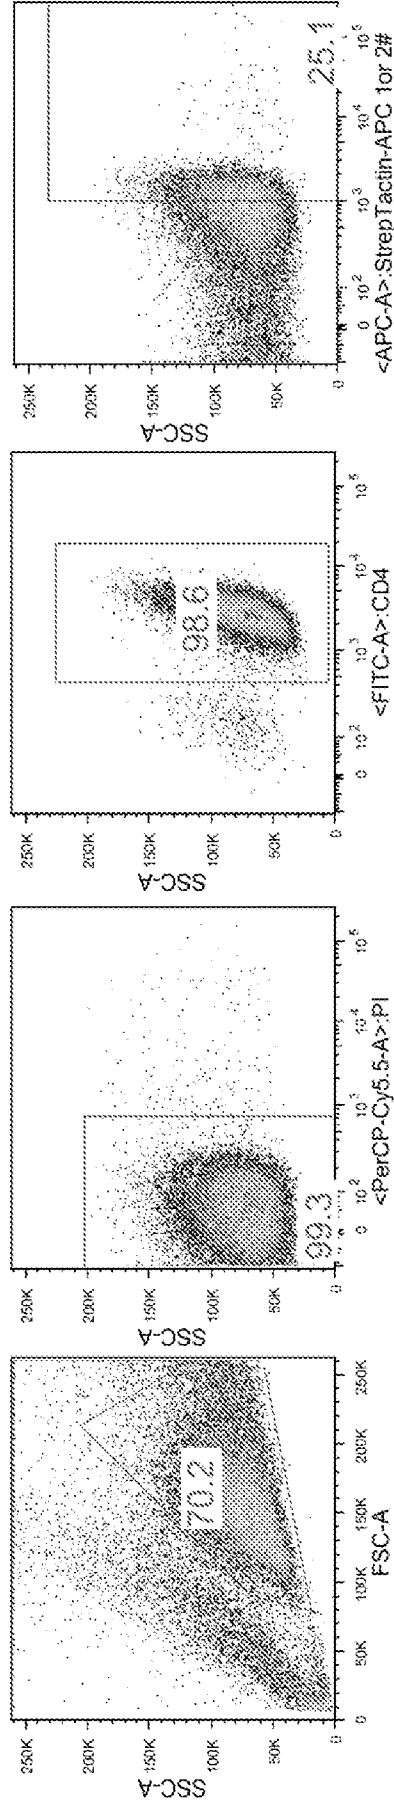 SSC-A
250K
200K
150K
100K
50K
0
70.2
0 50K 100K 150K 200K 250K
FSC-A
SSC-A
250K
200K
150K
100K
50K
0
99.3
0 10² 10³ 10⁴ 10⁵
<PerCP-Cy5.5-A>:PI
SSC-A
250K
200K
150K
100K
50K
0
98.6
0 10² 10³ 10⁴ 10⁵
<FITC-A>:CD4
SSC-A
250K
200K
150K
100K
50K
0
25.1
0 10² 10³ 10⁴ 10⁵
<APC-A>:StrepTactin-APC 1or 2#